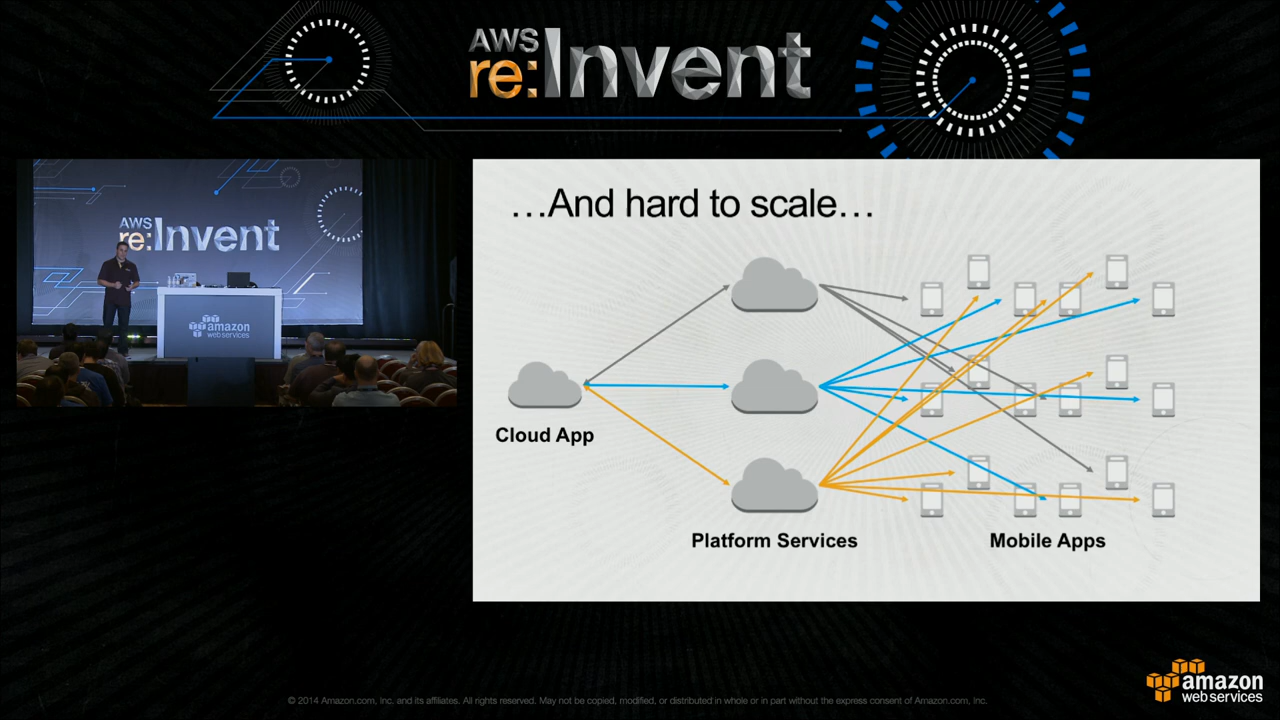 AWS
re:Invent
AWS
re:Invent
amazon
web services
…And hard to scale…
Cloud App
Platform Services
Mobile Apps
amazon
web services
© 2014 Amazon.com, Inc. and its affiliates. All rights reserved. May not be copied, modified, or distributed in whole or in part without the express consent of Amazon.com, Inc.